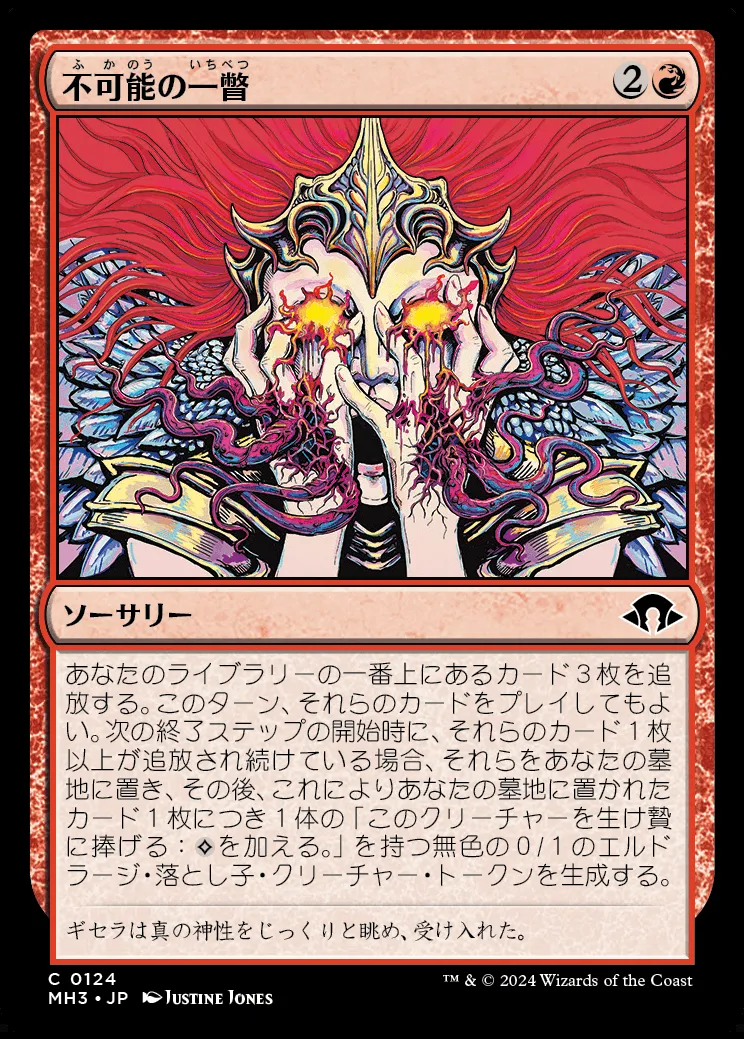 ふかのう いちべつ
不可能の一瞥
2
ソーサリー
あなたのライブラリーの一番上にあるカード３枚を追
放する。このターン、それらのカードをプレイしてもよ
い。次の終了ステップの開始時に、それらのカード１枚
以上が追放され続けている場合、それらをあなたの墓
地に置き、その後、これによりあなたの墓地に置かれた
カード１枚につき１体の「このクリーチャーを生け贄
に捧げる：を加える。」を持つ無色の０/１のエルド
ラージ・落とし子・クリーチャー・トークンを生成する。
ギセラは真の神性をじっくりと眺め、受け入れた。
C 0124
MH3 • JP JUSTINE JONES
™ & © 2024 Wizards of the Coast